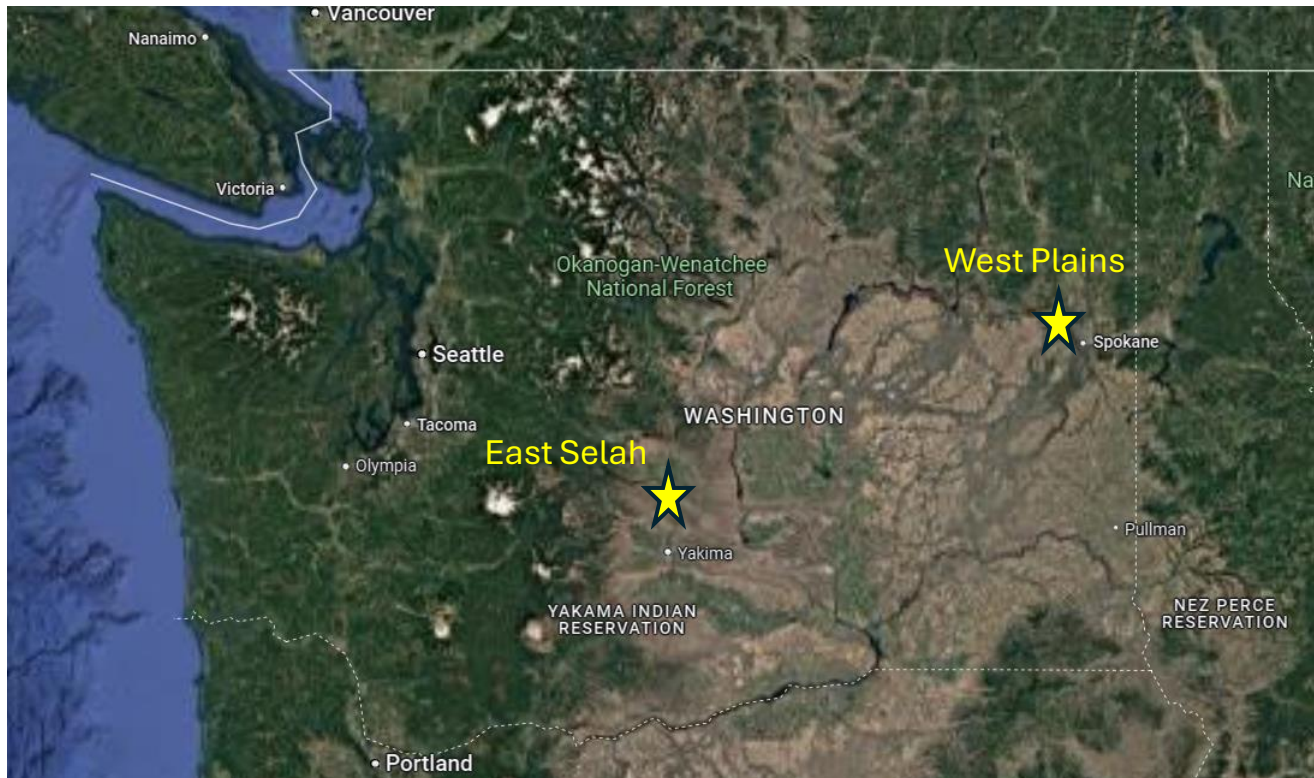 Vancouver
Nanaimo
Victoria
Na
Okanogan-Wenatchee
National Forest
West Plains
Spokane
Seattle
WASHINGTON
Tacoma
East Selah
Olympia
Pullman
Yakima
YAKAMA INDIAN
RESERVATION
NEZ PERCE
RESERVATION
Portland